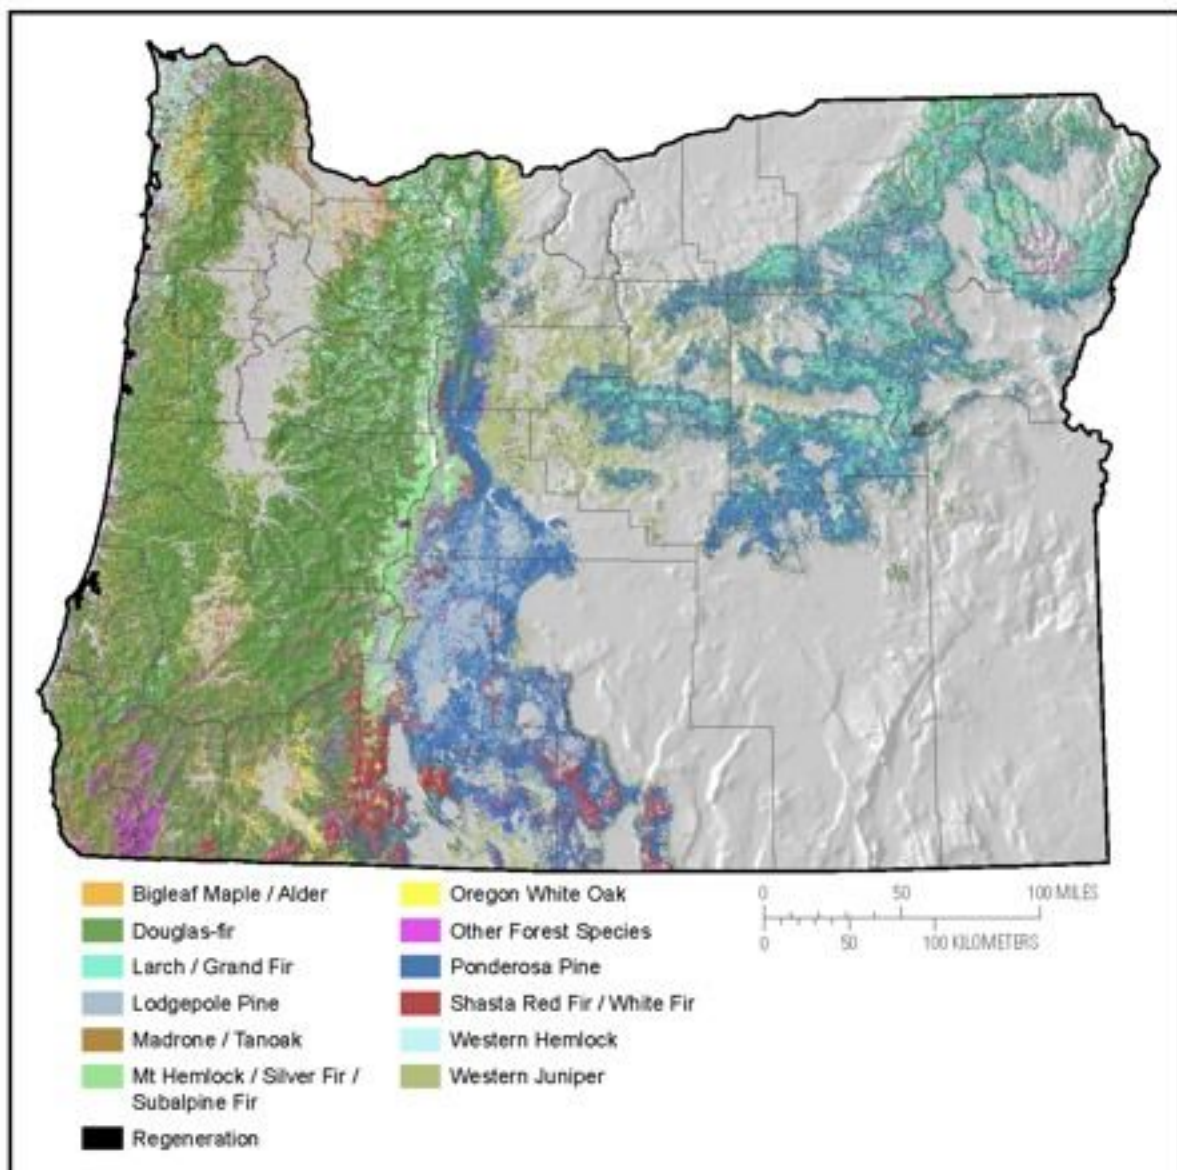 Bigleaf Maple / Alder
Douglas-fir
Larch / Grand Fir
Lodgepole Pine
Madrone / Tanoak
Mt Hemlock / Silver Fir /
Subalpine Fir
Regeneration
Oregon White Oak
Other Forest Species
Ponderosa Pine
Shasta Red Fir / White Fir
Western Hemlock
Western Juniper
0 50 100 MILES
0 50 100 KILOMETERS